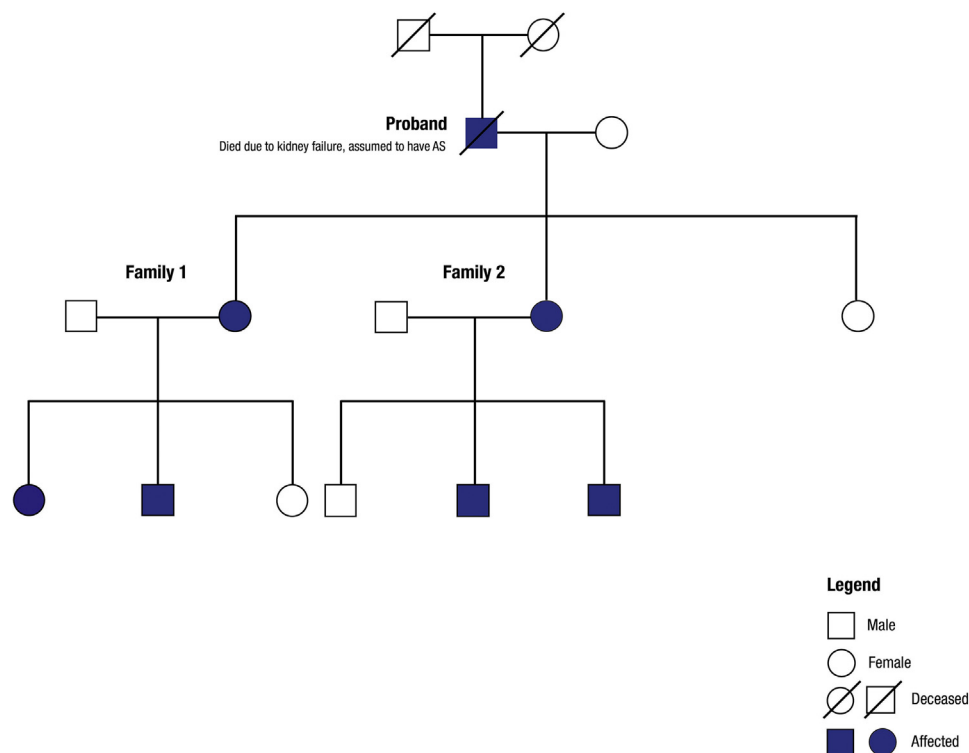 Proband
Died due to kidney failure, assumed to have AS
Family 1
Family 2
Legend
Male
Female
Deceased
Affected